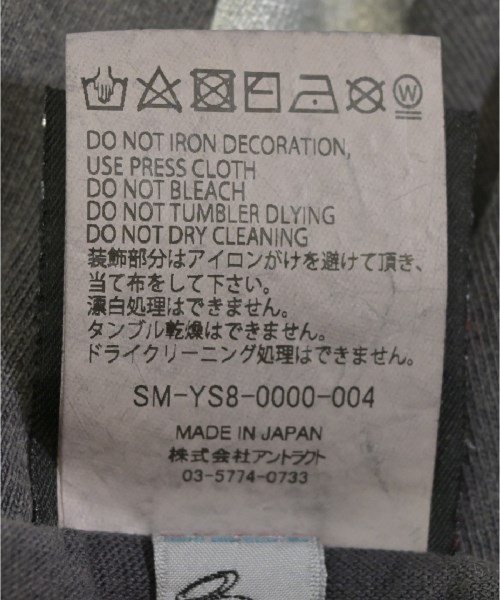 W
DO NOT IRON DECORATION,
USE PRESS CLOTH
DO NOT BLEACH
DO NOT TUMBLER DLYING
DO NOT DRY CLEANING
装飾部分はアイロンがけを避けて頂き、
当て布をして下さい。
漂白処理はできません。
タンブル乾燥はできません。
ドライクリーニング処理はできません。
SM-YS8-0000-004
MADE IN JAPAN
株式会社アントラクト
03-5774-0733